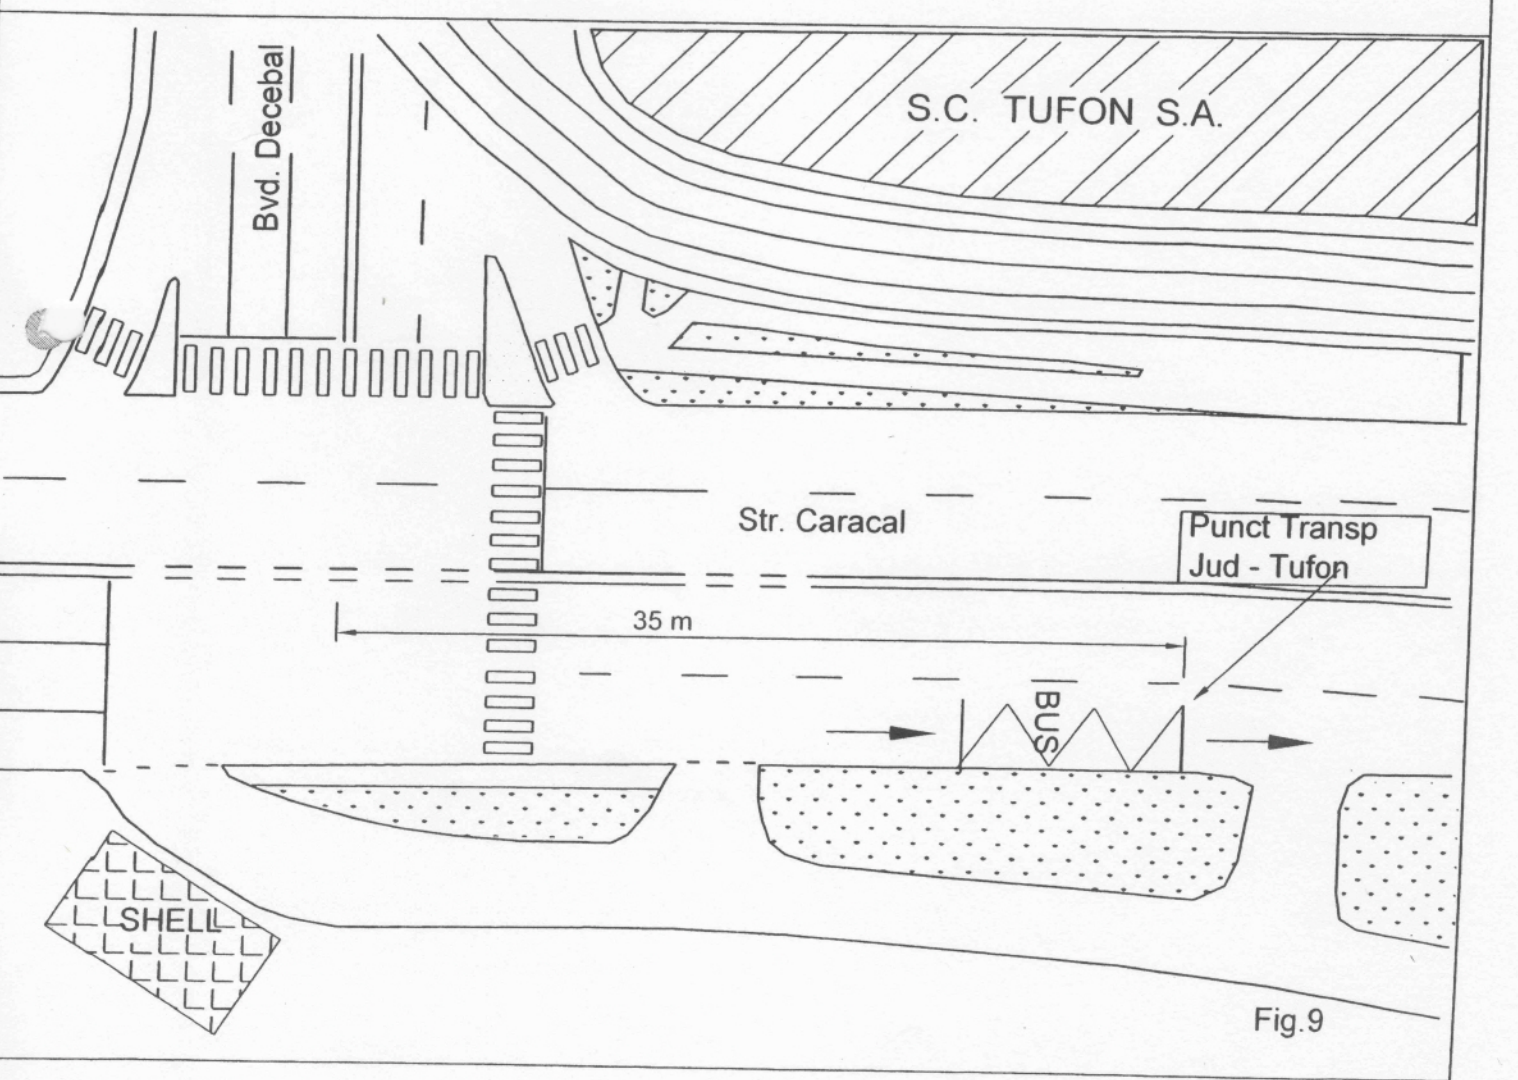 Bvd. Decebal
S.C. TUFON S.A.
Str. Caracal
Punct Transp
Jud - Tufon
35 m
BUS
SHELL
Fig.9